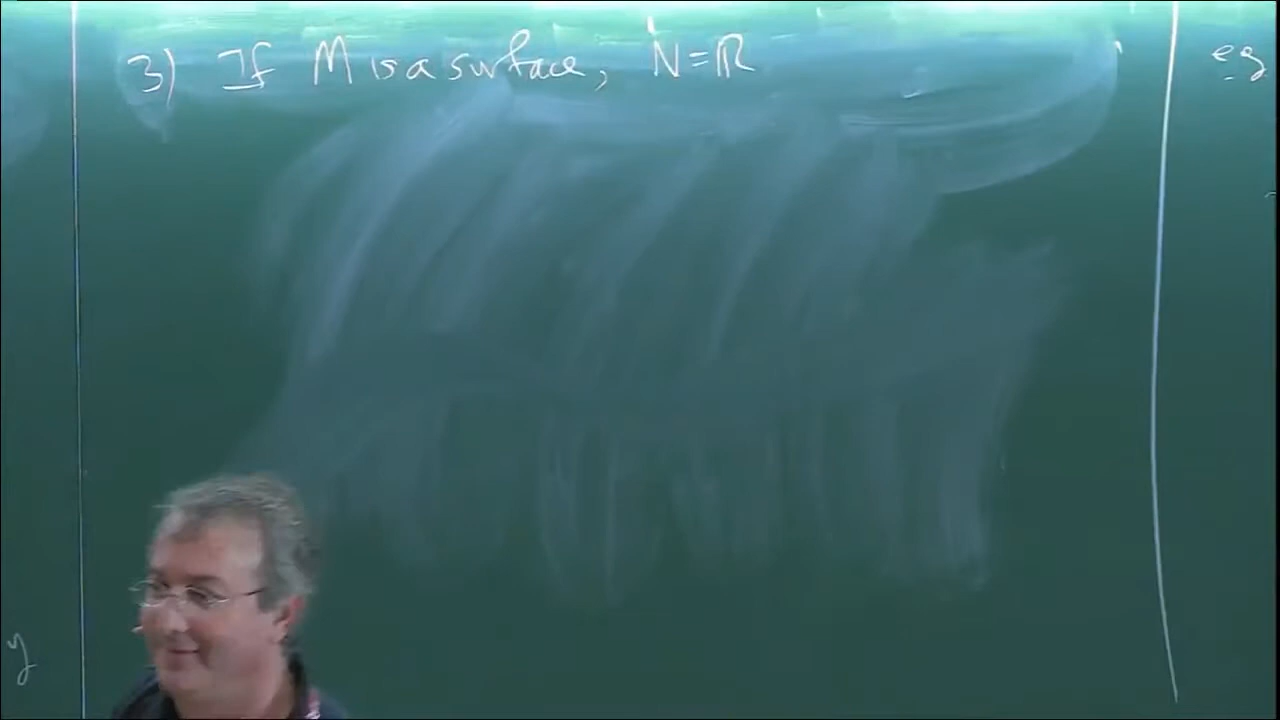 3) If M is a surface, N=ℝ
eg
y